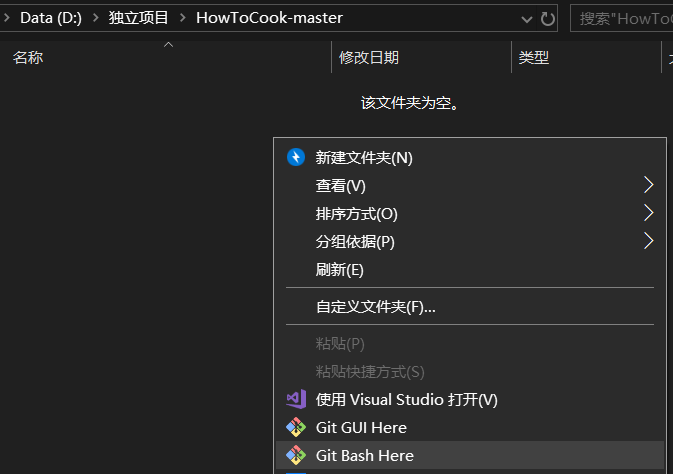 Data (D:) 独立项目 HowToCook-master 搜索"HowToC
名称 修改日期 类型
该文件夹为空。
新建文件夹(N)
查看(V)
排序方式(O)
分组依据(P)
刷新(E)
自定义文件夹(F)...
粘贴(P)
粘贴快捷方式(S)
使用 Visual Studio 打开(V)
Git GUI Here
Git Bash Here